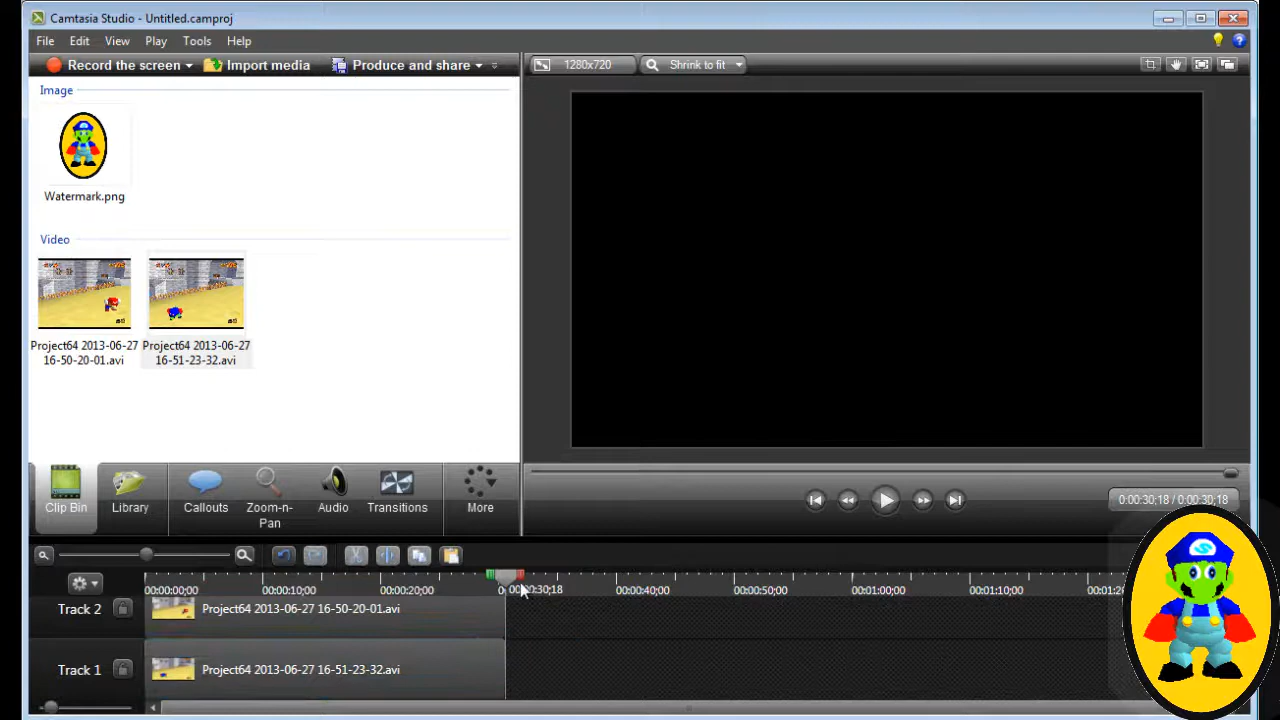 Camtasia Studio - Untitled.camproj
File Edit View Play Tools Help
Record the screen Import media Produce and share
1280x720 Shrink to fit
Image
Watermark.png
Video
Project64 2013-06-27 16-50-20-01.avi
Project64 2013-06-27 16-51-23-32.avi
Clip Bin Library Callouts Zoom-n-Pan Audio Transitions More
0:00:30;18 / 0:00:30;18
00:00:00;00 00:00:10;00 00:00:20;00 00:00:30;18 00:00:40;00 00:00:50;00 00:01:00;00 00:01:10;00
Track 2 Project64 2013-06-27 16-50-20-01.avi
Track 1 Project64 2013-06-27 16-51-23-32.avi